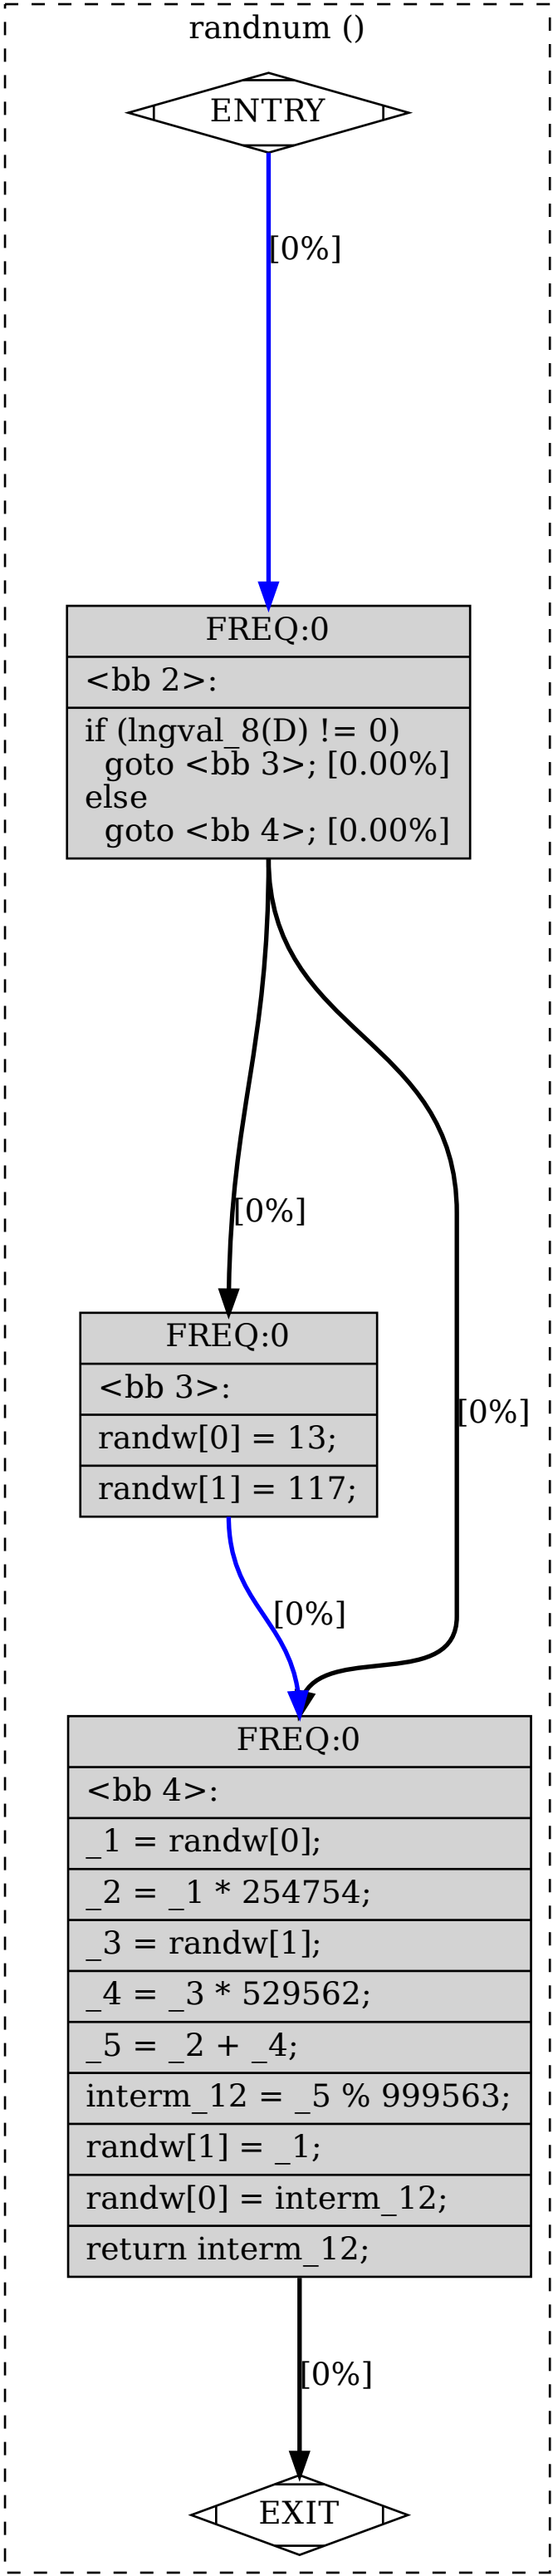 randnum ()
ENTRY
[0%]
FREQ:0
<bb 2>:
if (lngval_8(D) != 0)
  goto <bb 3>; [0.00%]
else
  goto <bb 4>; [0.00%]
[0%]
FREQ:0
<bb 3>:
[0%]
randw[0] = 13;
randw[1] = 117;
[0%]
FREQ:0
<bb 4>:
_1 = randw[0];
_2 = _1 * 254754;
_3 = randw[1];
_4 = _3 * 529562;
_5 = _2 + _4;
interm_12 = _5 % 999563;
randw[1] = _1;
randw[0] = interm_12;
return interm_12;
[0%]
EXIT